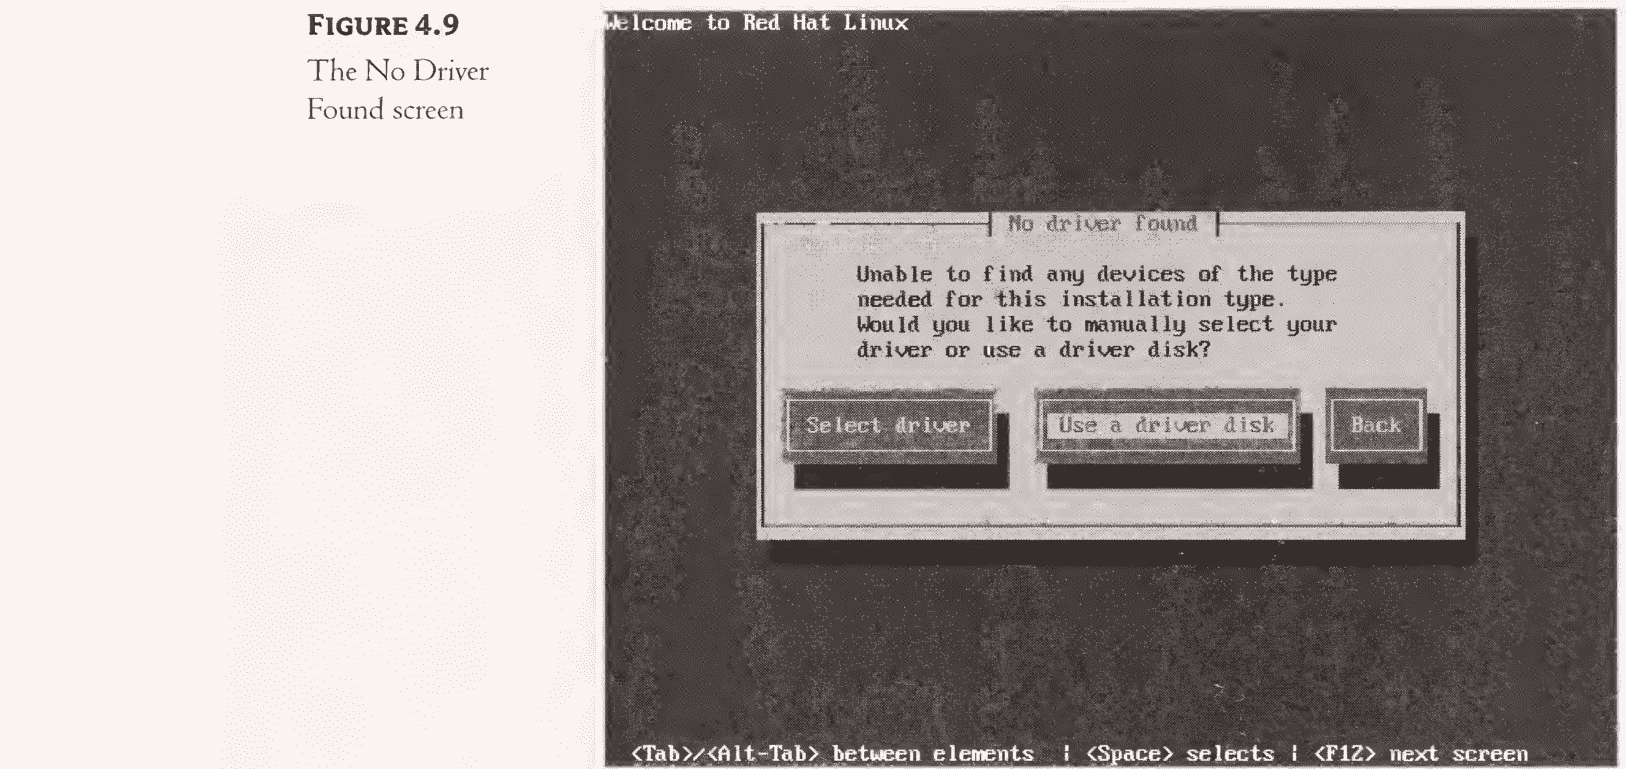 FIGURE 4.9
The No Driver
Found screen
Welcome to Red Hat Linux
No driver found
Unable to find any devices of the type
needed for this installation type.
Would you like to manually select your
driver or use a driver disk?
Select driver Use a driver disk Back
<Tab>/<Alt-Tab> between elements | <Space> selects | <F12> next screen